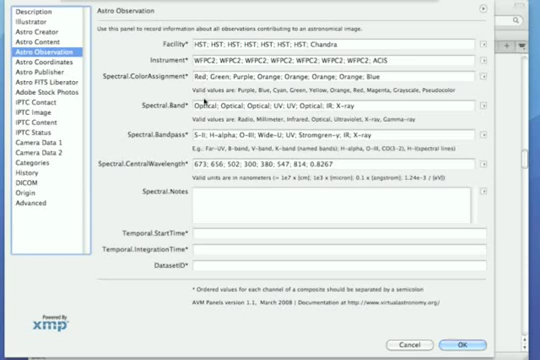 Description
Illustrator
Astro Creator
Astro Content
Astro Observation
Astro Coordinates
Astro Publisher
Astro FITS Liberator
Adobe Stock Photos
IPTC Contact
IPTC Image
IPTC Content
IPTC Status
Camera Data 1
Camera Data 2
Categories
History
DICOM
Origin
Advanced
Powered By
xmp
Astro Observation
Use this panel to record information about all observations contributing to an astronomical image.
Facility* HST; HST; HST; HST; HST; HST; HST; Chandra
Instrument* WFPC2; WFPC2; WFPC2; WFPC2; WFPC2; WFPC2; WFPC2; ACIS
Spectral.ColorAssignment* Red; Green; Purple; Orange; Orange; Orange; Orange; Blue
Valid values are: Purple, Blue, Cyan, Green, Yellow, Orange, Red, Magenta, Grayscale, Pseudocolor
Spectral.Band* Optical; Optical; Optical; UV; UV; Optical; IR; X-ray
Valid values are: Radio, Millimeter, Infrared, Optical, Ultraviolet, X-ray, Gamma-ray
Spectral.Bandpass* S-II; H-alpha; O-III; Wide-U; UV; Stromgren-y; IR; X-ray
E.g.; Far-UV, B-band, V-band, K-band (named bands); H-alpha, O-III, CO(3-2), H-I(spectral lines)
Spectral.CentralWavelength* 673; 656; 502; 300; 380; 547; 814; 0.8267
Valid units are in nanometers (= 1e7 x [cm]; 1e3 x [micron]; 0.1 x [angstrom]; 1.24e-3 / [eV])
Spectral.Notes
Temporal.StartTime*
Temporal.IntegrationTime*
DatasetID*
* Ordered values for each channel of a composite should be separated by a semicolon
AVM Panels version 1.1, March 2008 | Documentation at http://www.virtualastronomy.org/
Cancel
OK